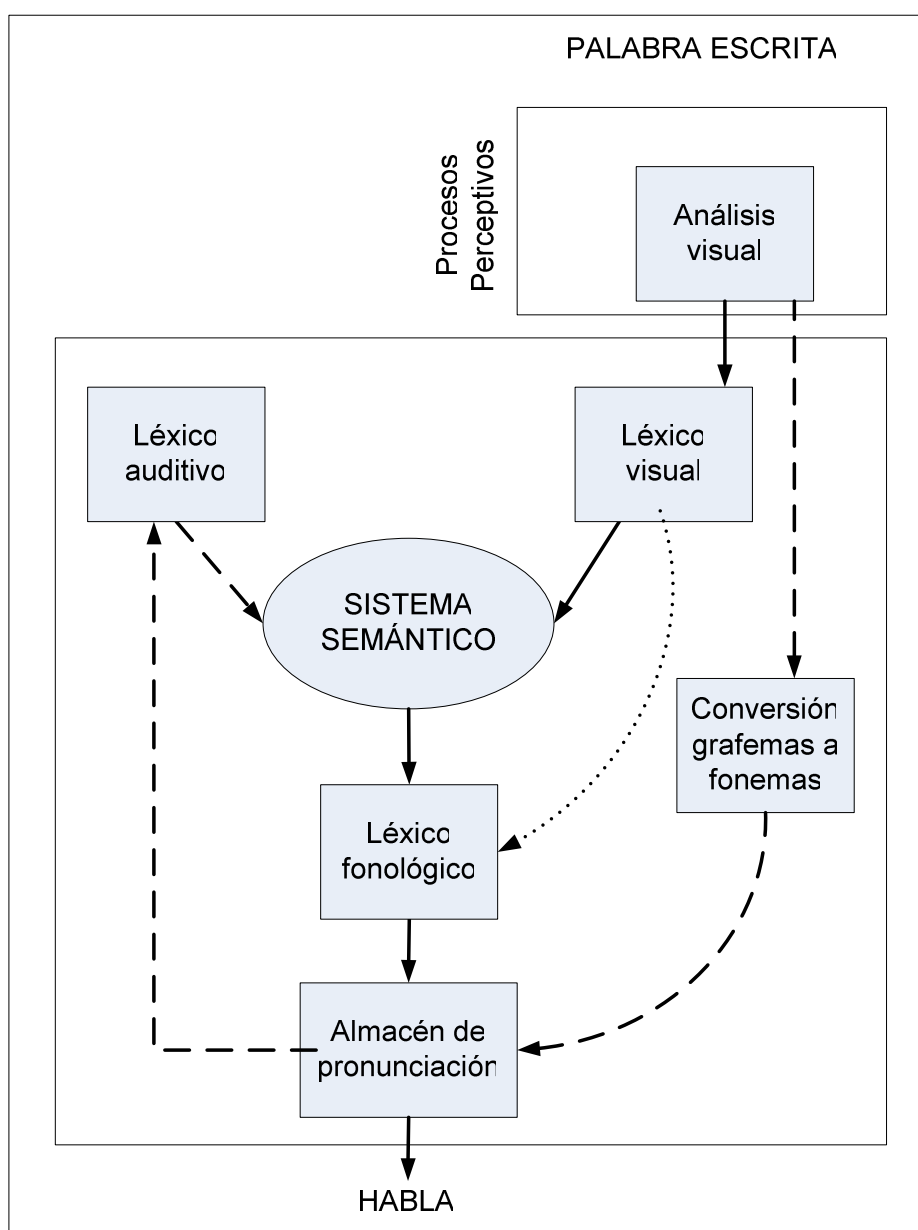 PALABRA ESCRITA
Procesos
Perceptivos
Análisis
visual
Léxico
auditivo
Léxico
visual
SISTEMA
SEMÁNTICO
Conversión
grafemas a
fonemas
Léxico
fonológico
Almacén de
pronunciación
HABLA